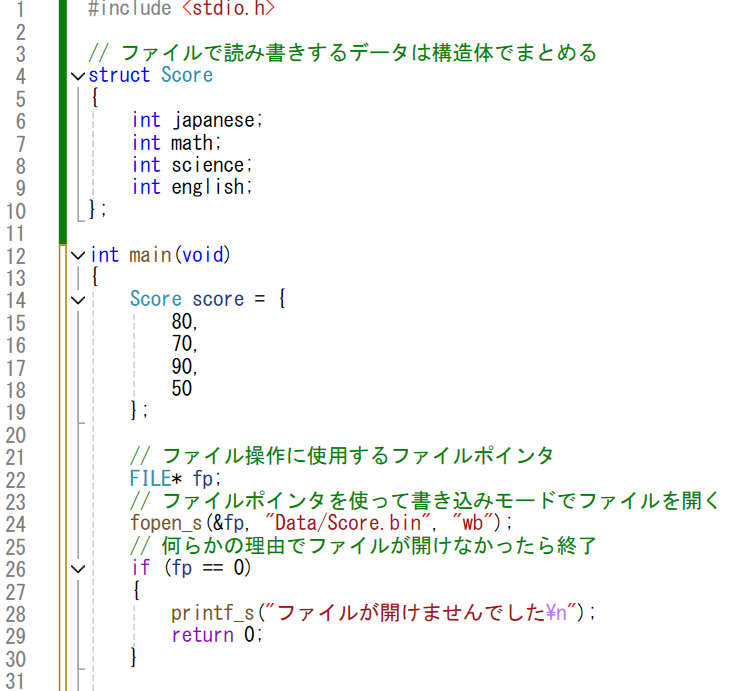 1 #include <stdio.h>
2
3 // ファイルで読み書きするデータは構造体でまとめる
4 struct Score
5 {
6 int japanese;
7 int math;
8 int science;
9 int english;
10 };
11
12 int main(void)
13 {
14 Score score = {
15 80,
16 70,
17 90,
18 50
19 };
20
21 // ファイル操作に使用するファイルポインタ
22 FILE* fp;
23 // ファイルポインタを使って書き込みモードでファイルを開く
24 fopen_s(&fp, "Data/Score.bin", "wb");
25 // 何らかの理由でファイルが開けなかったら終了
26 if (fp == 0)
27 {
28 printf_s("ファイルが開けませんでした¥n");
29 return 0;
30 }
31